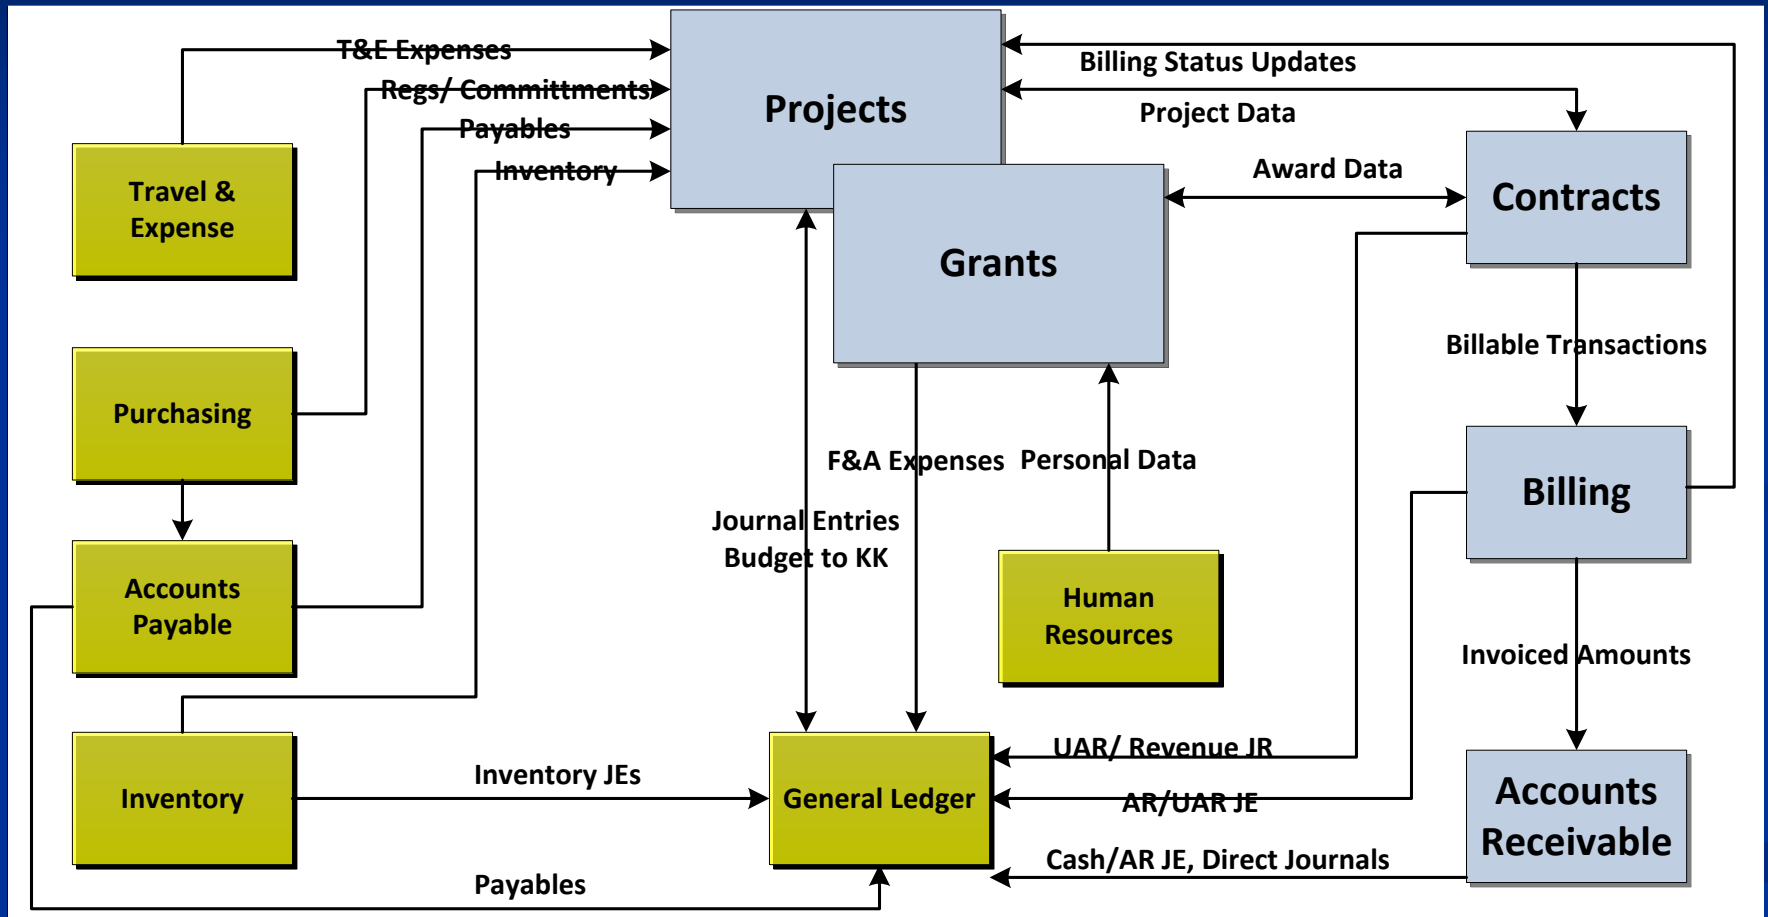 T&E Expenses
Regs/ Committments
Payables
Inventory
Projects
Billing Status Updates
Project Data
Award Data
Travel &
Expense
Contracts
Grants
Billable Transactions
Purchasing
F&A Expenses
Personal Data
Billing
Journal Entries
Budget to KK
Accounts
Payable
Human
Resources
Invoiced Amounts
UAR/ Revenue JR
Inventory JEs
Inventory
General Ledger
AR/UAR JE
Accounts
Receivable
Cash/AR JE, Direct Journals
Payables